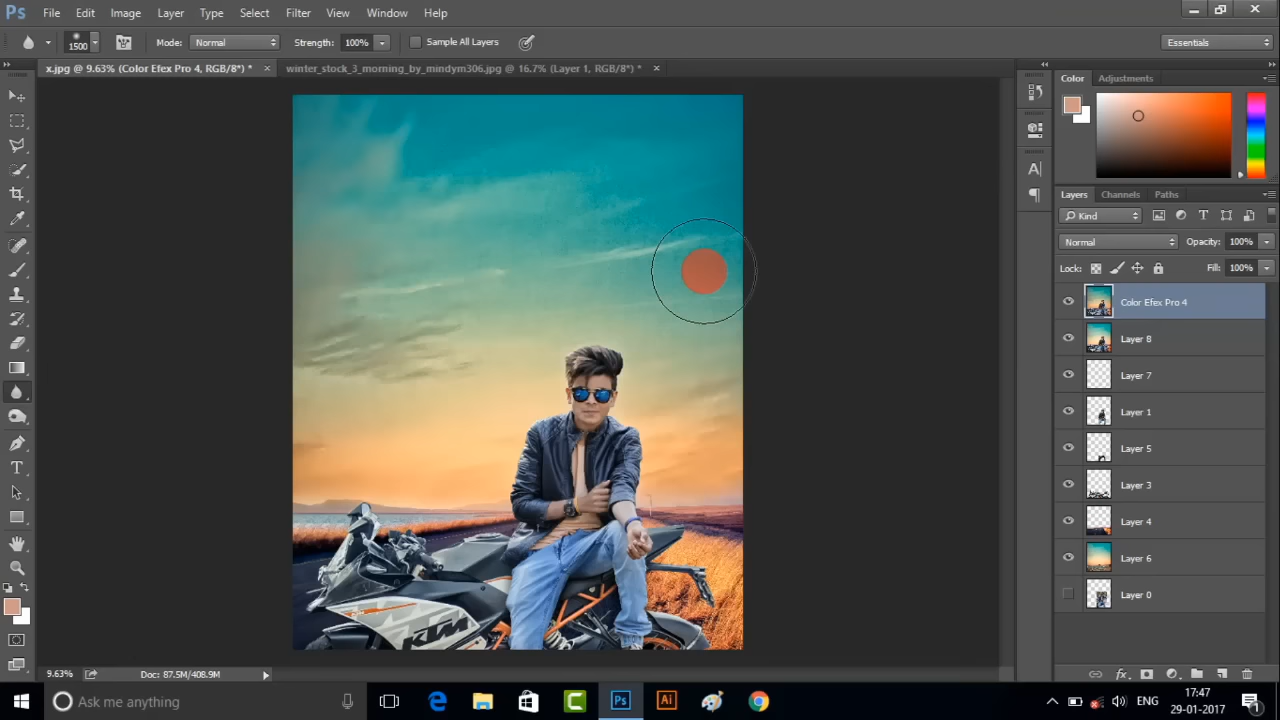 Ps File Edit Image Layer Type Select Filter View Window Help
1500 Mode: Normal Strength: 100% Sample All Layers Essentials
x.jpg @ 9.63% (Color Efex Pro 4, RGB/8*) * × winter_stock_3_morning_by_mindym306.jpg @ 16.7% (Layer 1, RGB/8*) * ×
Color Adjustments
Layers Channels Paths
Kind
Normal Opacity: 100%
Lock: Fill: 100%
Color Efex Pro 4
Layer 8
Layer 7
Layer 1
Layer 5
Layer 3
Layer 4
Layer 6
Layer 0
KTM
9.63% Doc: 87.5M/408.9M
Ask me anything Ps Ai ENG 17:47
29-01-2017